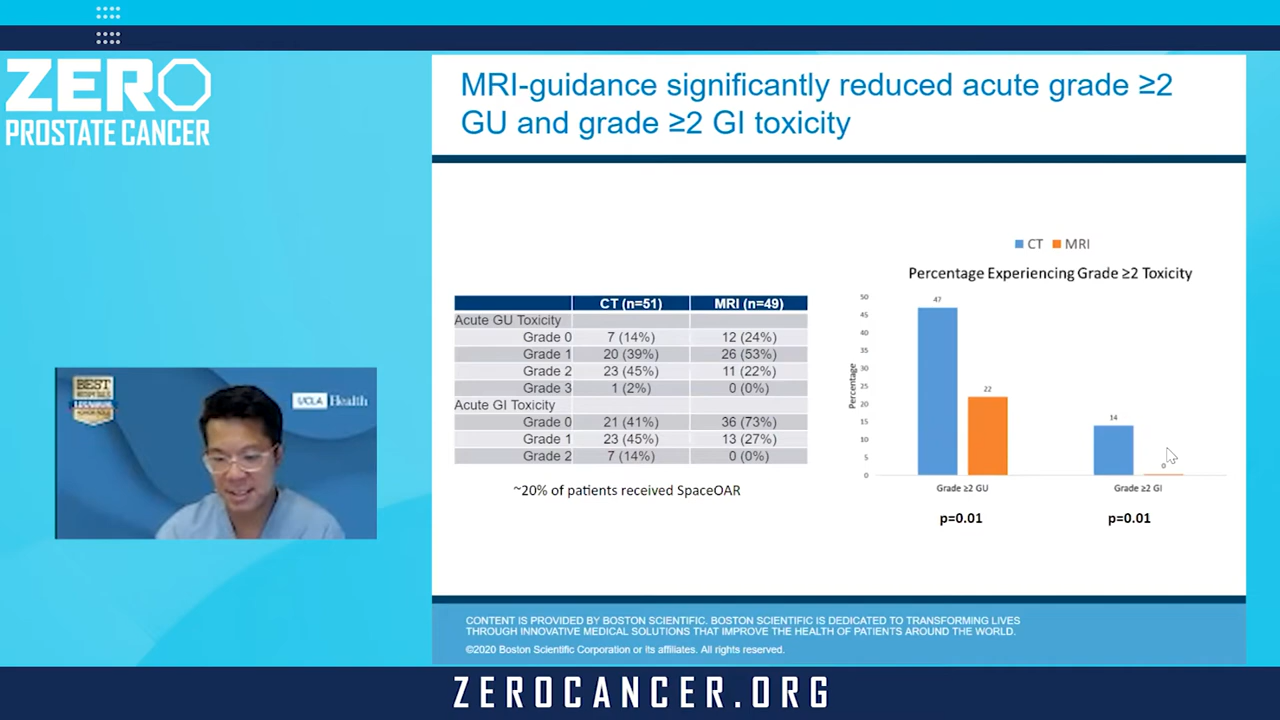 ZERO
PROSTATE CANCER
MRI-guidance significantly reduced acute grade ≥2
GU and grade ≥2 GI toxicity
CT (n=51) MRI (n=49)
Acute GU Toxicity
Grade 0 7 (14%) 12 (24%)
Grade 1 20 (39%) 26 (53%)
Grade 2 23 (45%) 11 (22%)
Grade 3 1 (2%) 0 (0%)
Acute GI Toxicity
Grade 0 21 (41%) 36 (73%)
Grade 1 23 (45%) 13 (27%)
Grade 2 7 (14%) 0 (0%)
~20% of patients received SpaceOAR
CT MRI
Percentage Experiencing Grade ≥2 Toxicity
Percentage
50
45
40
35
30
25
20
15
10
5
0
47
22
14
0
Grade ≥2 GU Grade ≥2 GI
p=0.01 p=0.01
BEST
HOSPITALS
UCLA Health
CONTENT IS PROVIDED BY BOSTON SCIENTIFIC. BOSTON SCIENTIFIC IS DEDICATED TO TRANSFORMING LIVES
THROUGH INNOVATIVE MEDICAL SOLUTIONS THAT IMPROVE THE HEALTH OF PATIENTS AROUND THE WORLD.
©2020 Boston Scientific Corporation or its affiliates. All rights reserved.
ZEROCANCER.ORG